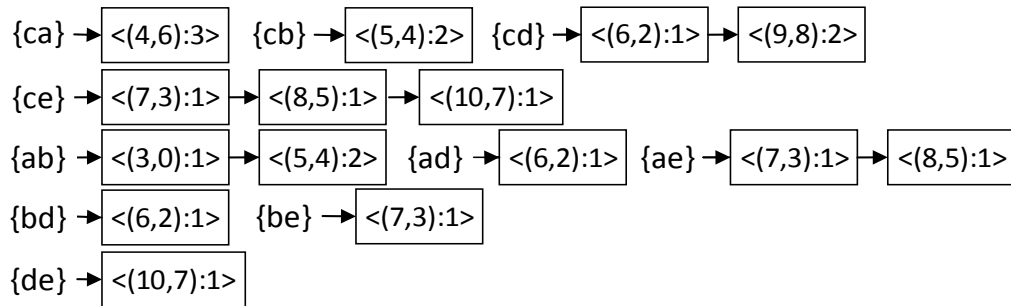 {ca} <(4,6):3> {cb} <(5,4):2> {cd} <(6,2):1> <(9,8):2>
{ce} <(7,3):1> <(8,5):1> <(10,7):1>
{ab} <(3,0):1> <(5,4):2> {ad} <(6,2):1> {ae} <(7,3):1> <(8,5):1>
{bd} <(6,2):1> {be} <(7,3):1>
{de} <(10,7):1>